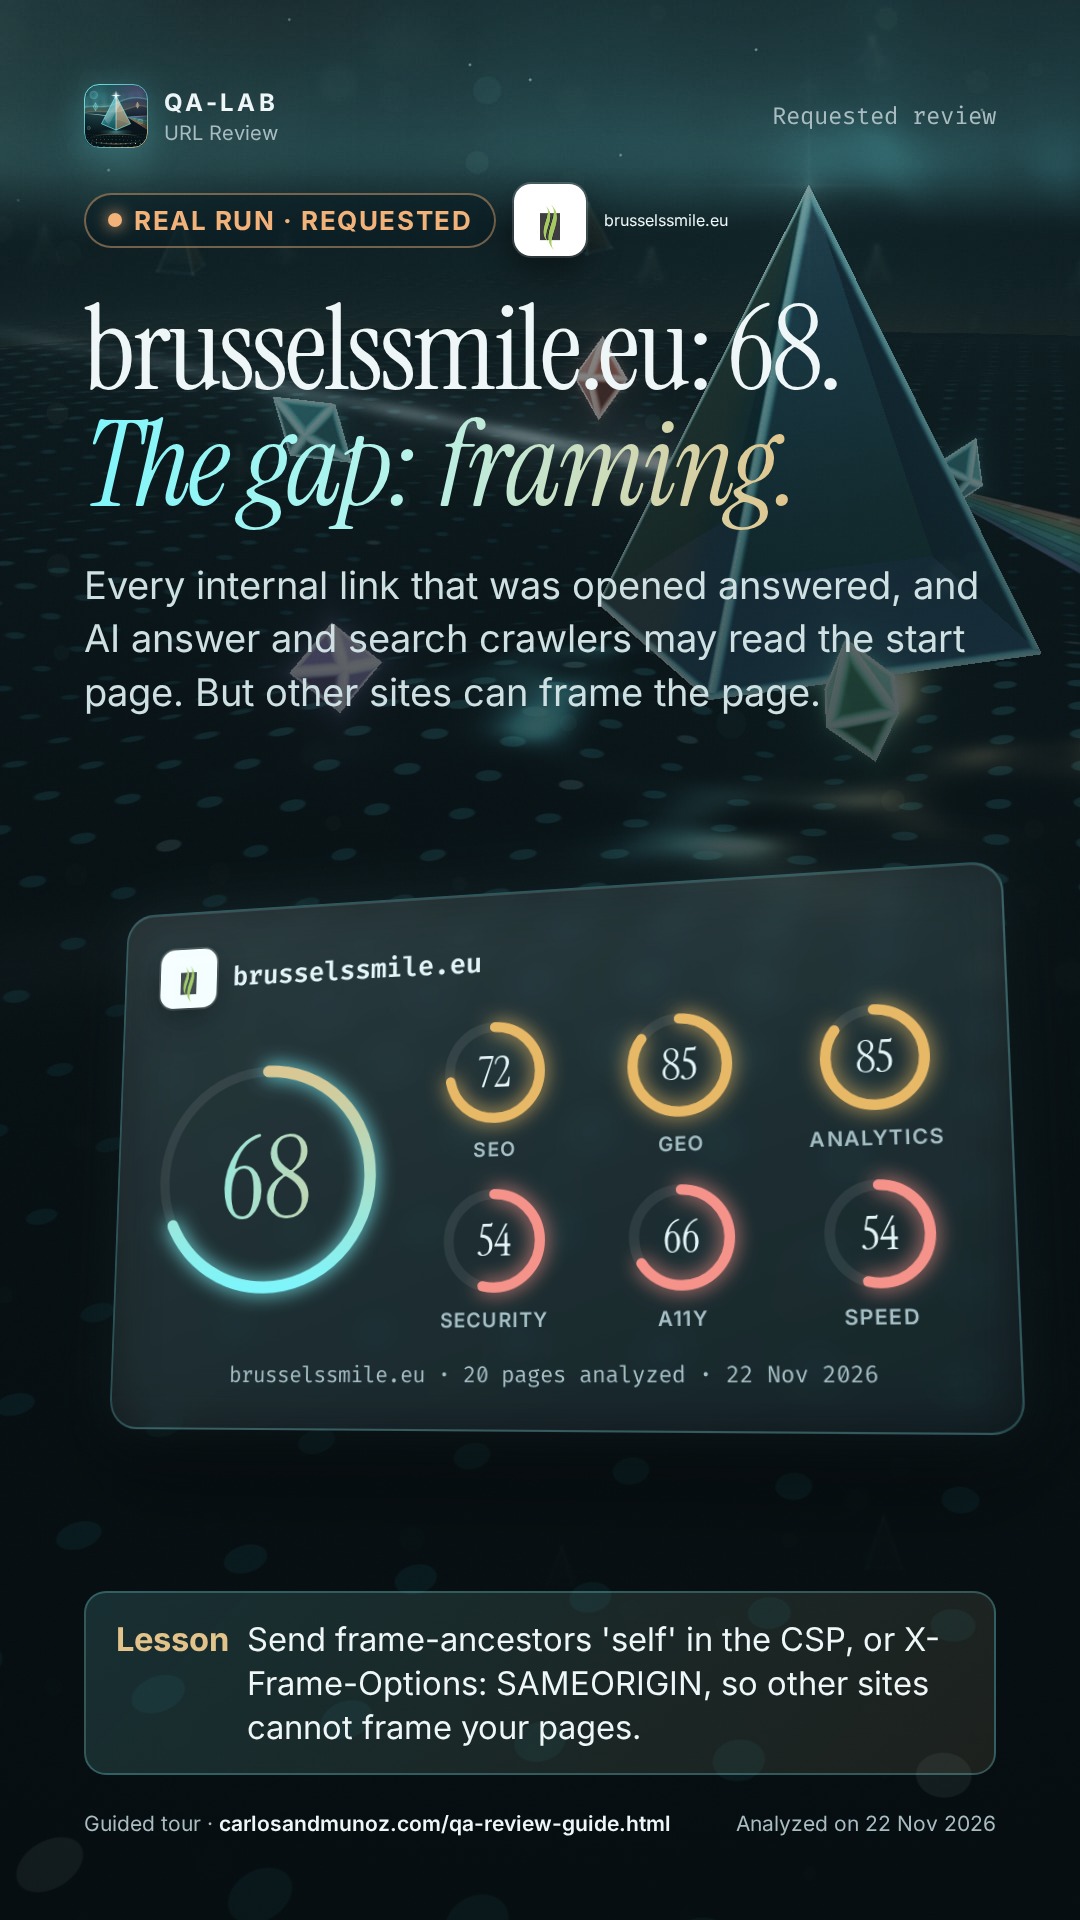 QA-LAB
URL Review
Requested review
REAL RUN · REQUESTED
brusselssmile.eu
brusselssmile.eu: 68.
The gap: framing.
Every internal link that was opened answered, and
AI answer and search crawlers may read the start
page. But other sites can frame the page.
brusselssmile.eu
68
72
SEO
85
GEO
85
ANALYTICS
54
SECURITY
66
A11Y
54
SPEED
brusselssmile.eu · 20 pages analyzed · 22 Nov 2026
Lesson Send frame-ancestors 'self' in the CSP, or X-
Frame-Options: SAMEORIGIN, so other sites
cannot frame your pages.
Guided tour · carlosandmunoz.com/qa-review-guide.html
Analyzed on 22 Nov 2026